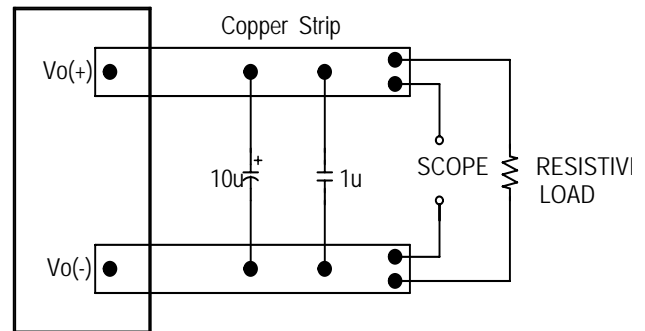 Copper Strip
Vo(+)
+
10u
1u
SCOPE
RESISTIVE
LOAD
Vo(-)